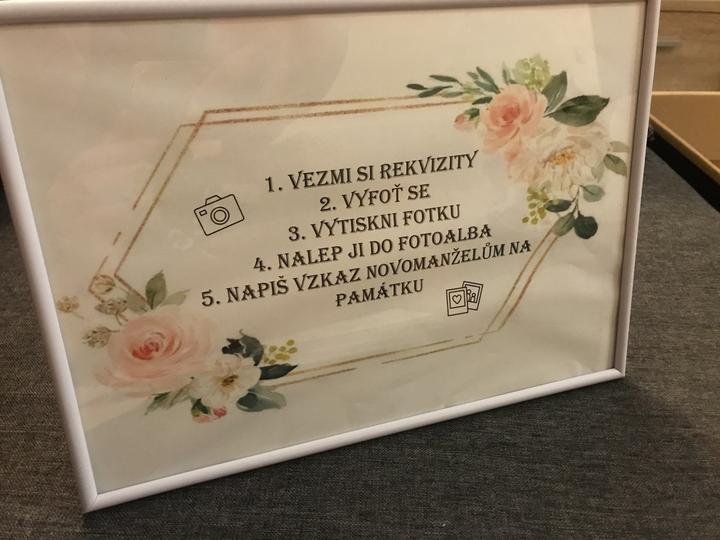 1. VEZMI SI REKVIZITY
2. VYFOŤ SE
3. VYTISKNI FOTKU
4. NALEP JI DO FOTOALBA
5. NAPIŠ VZKAZ NOVOMANŽELŮM NA
PAMÁTKU